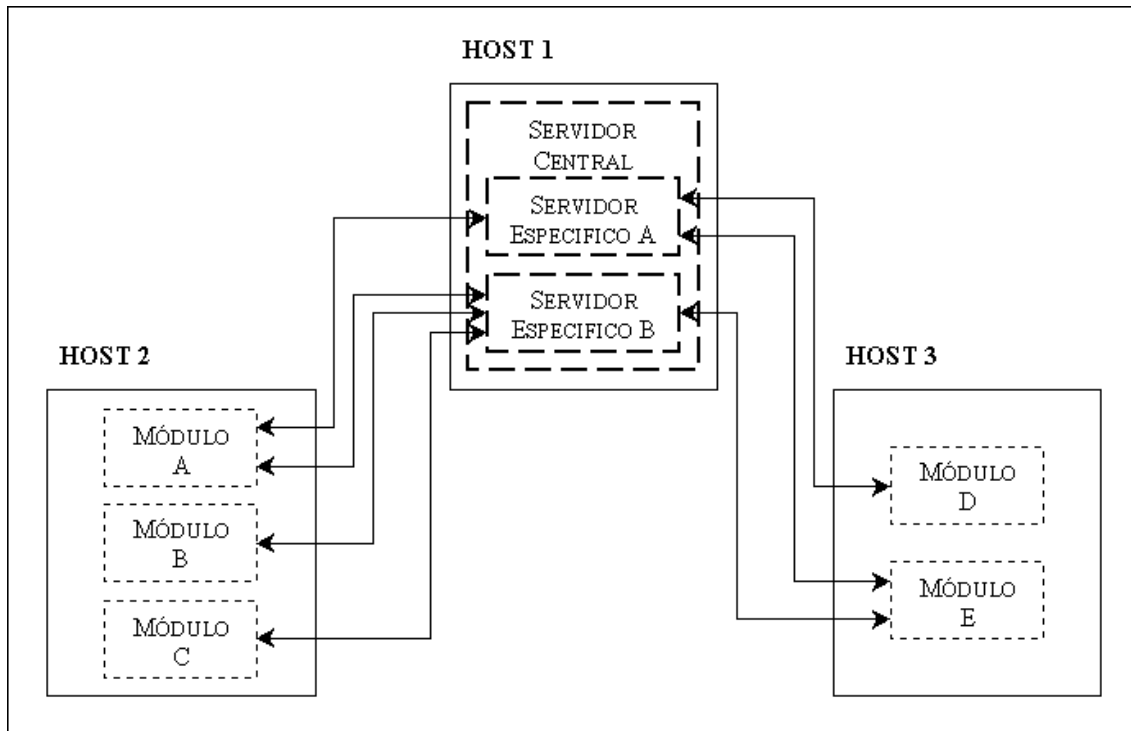 HOST 1
SERVIDOR
CENTRAL
SERVIDOR
ESPECIFICO A
SERVIDOR
ESPECIFICO B
HOST 2
MÓDULO
A
MÓDULO
B
MÓDULO
C
HOST 3
MÓDULO
D
MÓDULO
E